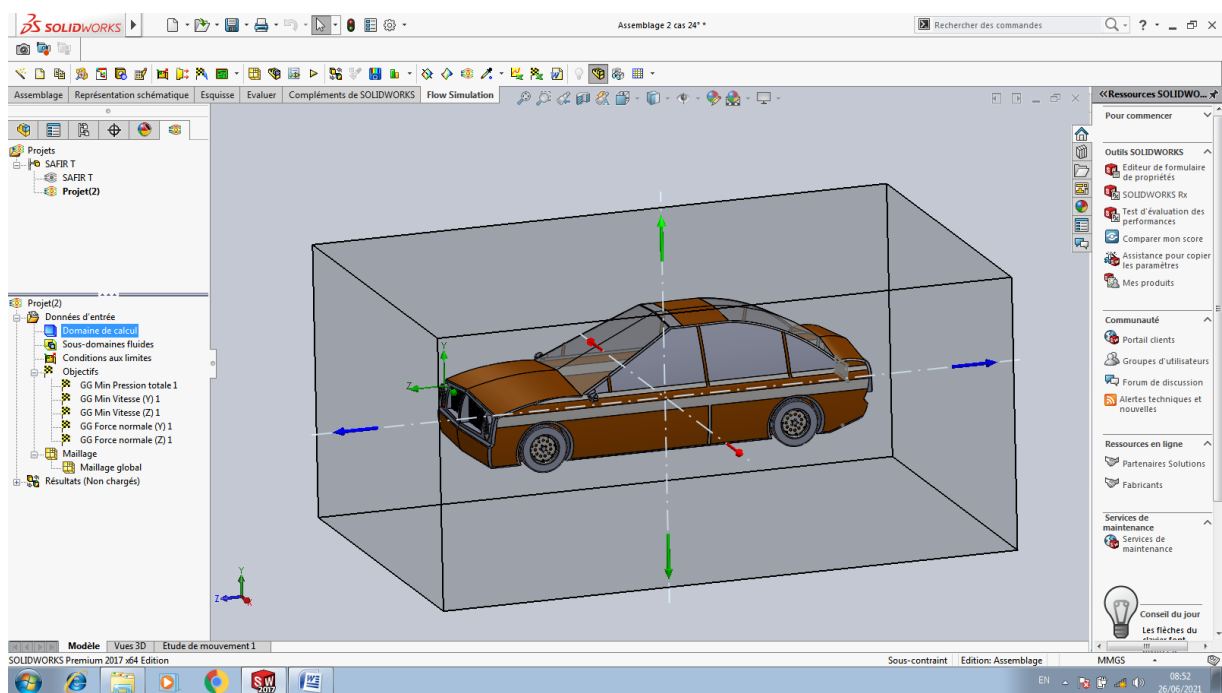 SOLIDWORKS
Assemblage 2 cas 24* *
Rechercher des commandes
Assemblage
Représentation schématique
Esquisse
Evaluer
Compléments de SOLIDWORKS
Flow Simulation
Projets
SAFIR T
SAFIR T
Projet(2)
Projet(2)
Données d'entrée
Domaine de calcul
Sous-domaines fluides
Conditions aux limites
Objectifs
GG Min Pression totale 1
GG Min Vitesse (Y) 1
GG Min Vitesse (Z) 1
GG Force normale (Y) 1
GG Force normale (Z) 1
Maillage
Maillage global
Résultats (Non chargés)
Y
Z
Y
Z
Ressources SOLIDWO...
Pour commencer
Outils SOLIDWORKS
Editeur de formulaire
de propriétés
SOLIDWORKS Rx
Test d'évaluation des
performances
Comparer mon score
Assistance pour copier
les paramètres
Mes produits
Communauté
Portail clients
Groupes d'utilisateurs
Forum de discussion
Alertes techniques et
nouvelles
Ressources en ligne
Partenaires Solutions
Fabricants
Services de
maintenance
Services de
maintenance
Conseil du jour
Les flèches du
Modèle
Vues 3D
Etude de mouvement 1
SOLIDWORKS Premium 2017 x64 Edition
Sous-contraint
Edition: Assemblage
MMGS
EN
08:52
26/06/2021